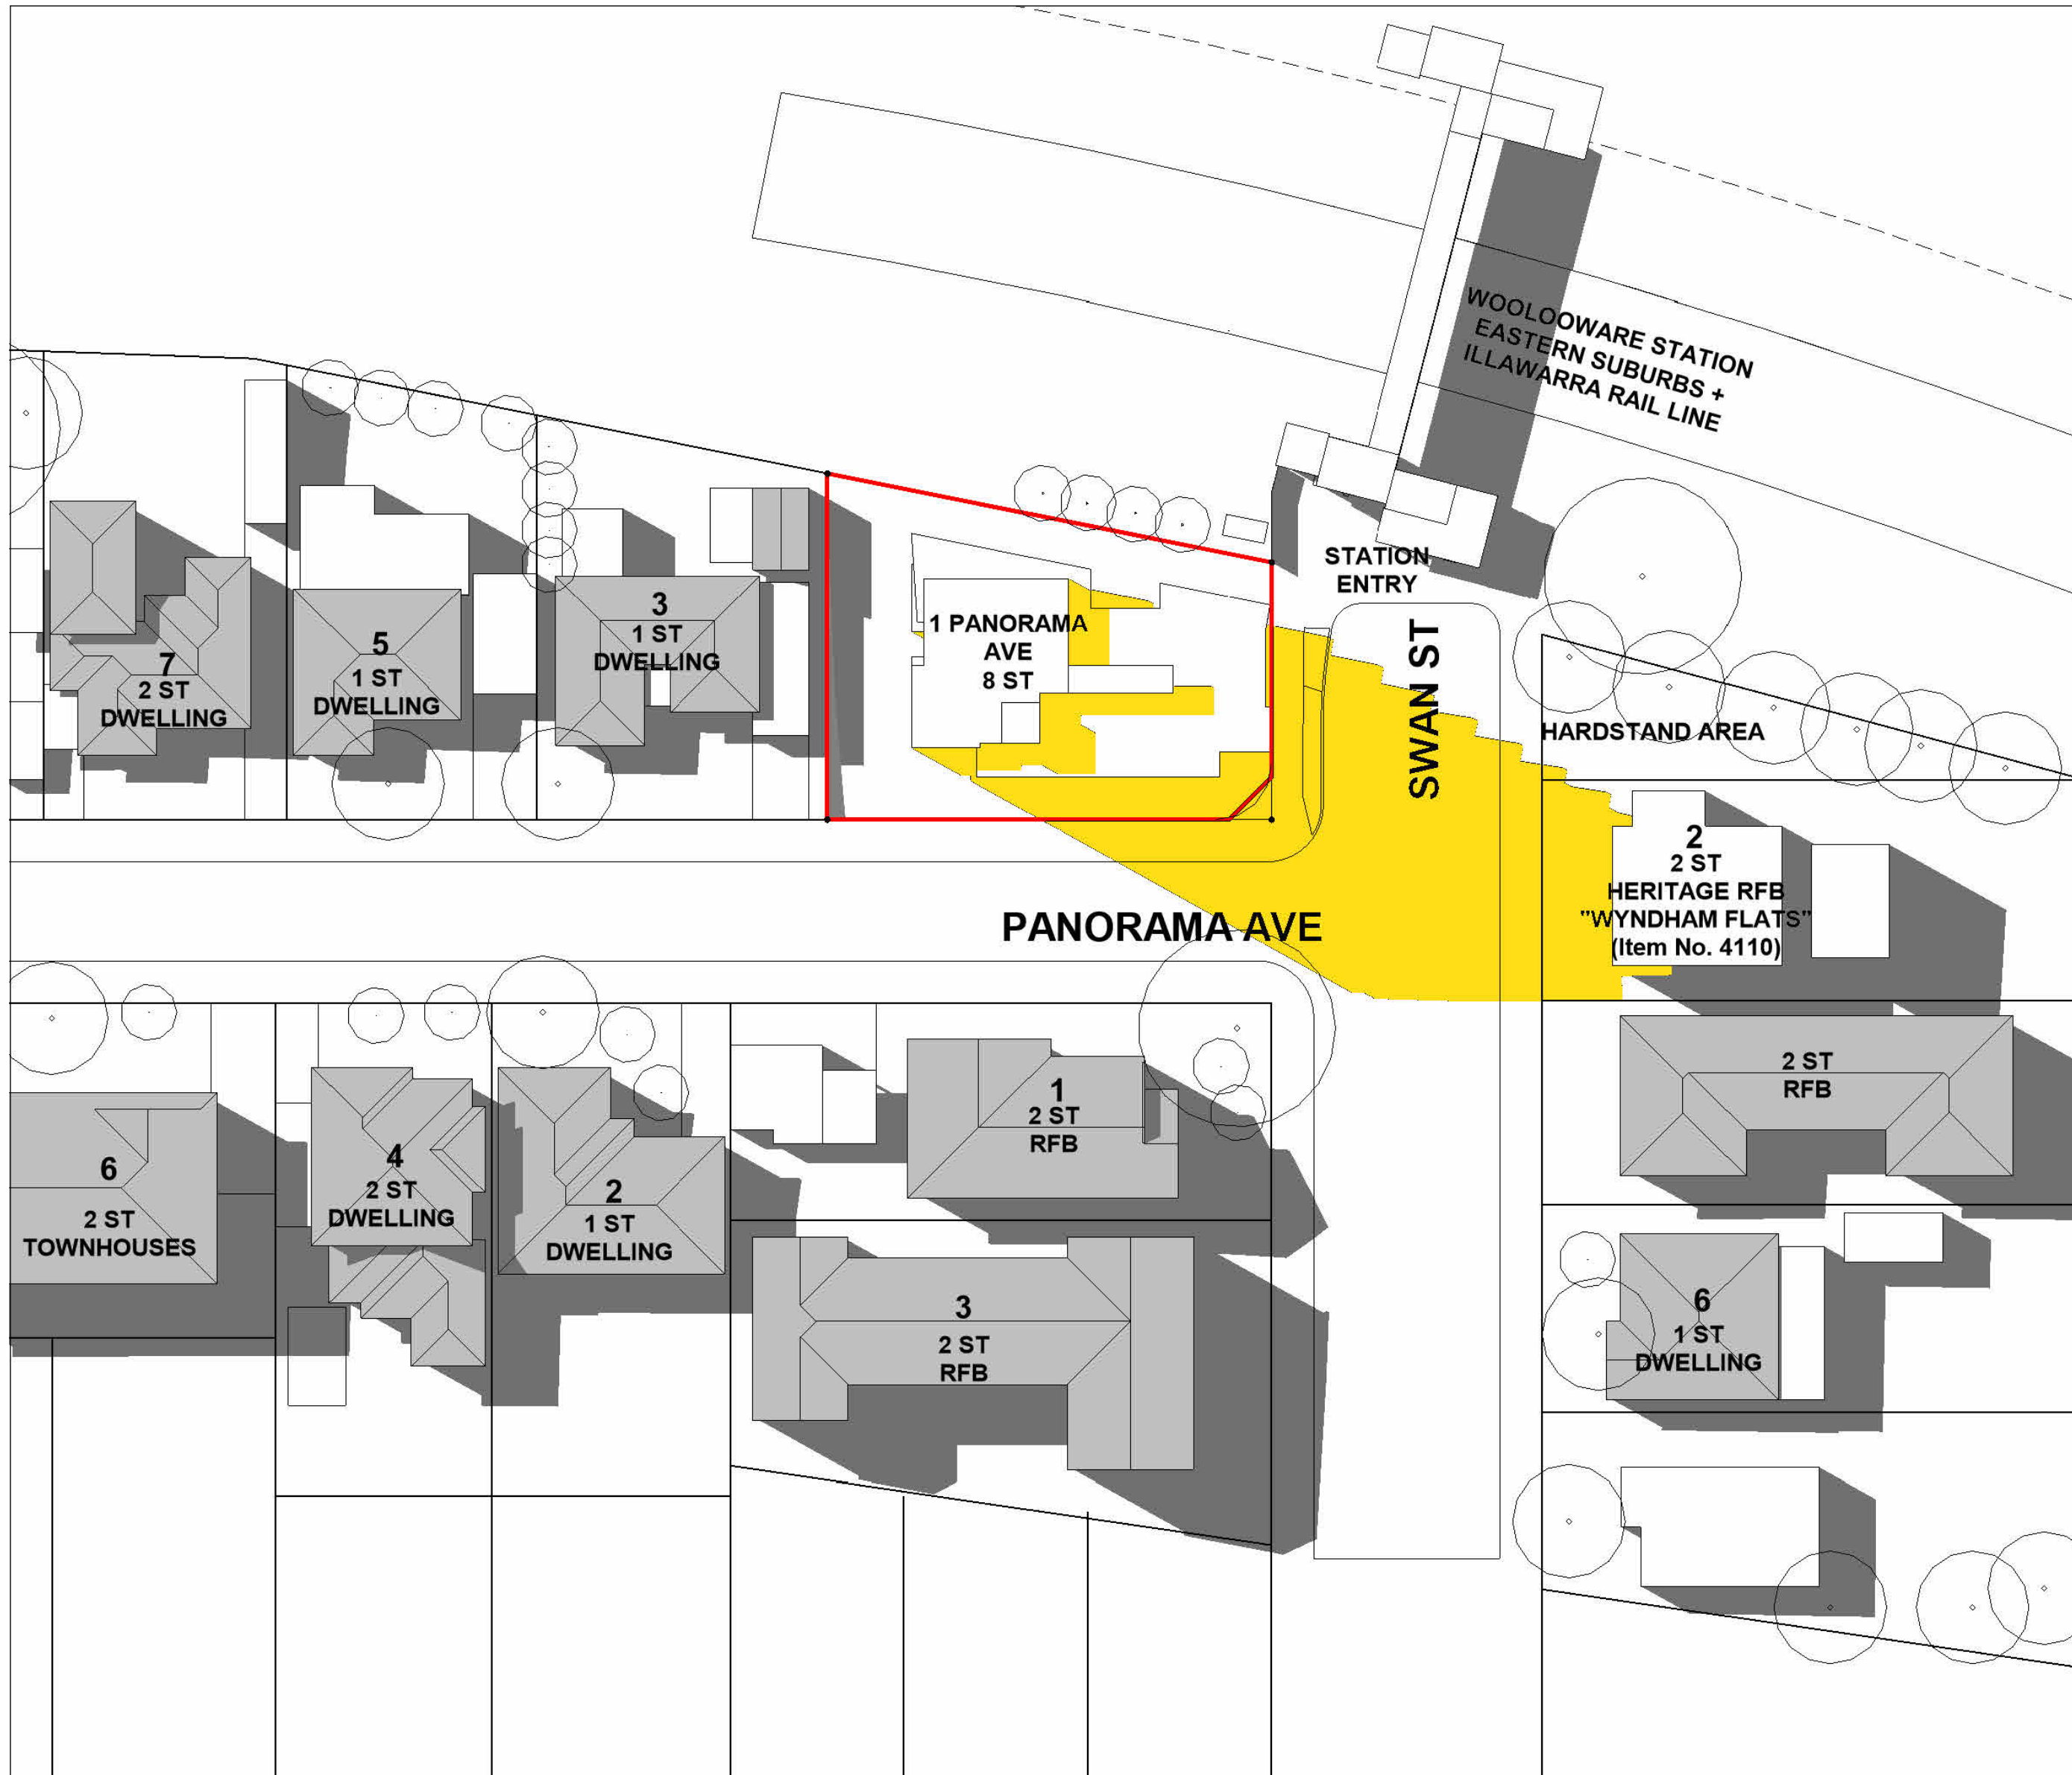 WOOLOOWARE STATION
EASTERN SUBURBS +
ILLAWARRA RAIL LINE
STATION
ENTRY
SWAN ST
HARDSTAND AREA
7
2 ST
DWELLING
5
1 ST
DWELLING
3
1 ST
DWELLING
1 PANORAMA
AVE
8 ST
2
2 ST
HERITAGE RFB
"WYNDHAM FLATS"
(Item No. 4110)
PANORAMA AVE
6
2 ST
TOWNHOUSES
4
2 ST
DWELLING
2
1 ST
DWELLING
1
2 ST
RFB
2 ST
RFB
3
2 ST
RFB
6
1 ST
DWELLING